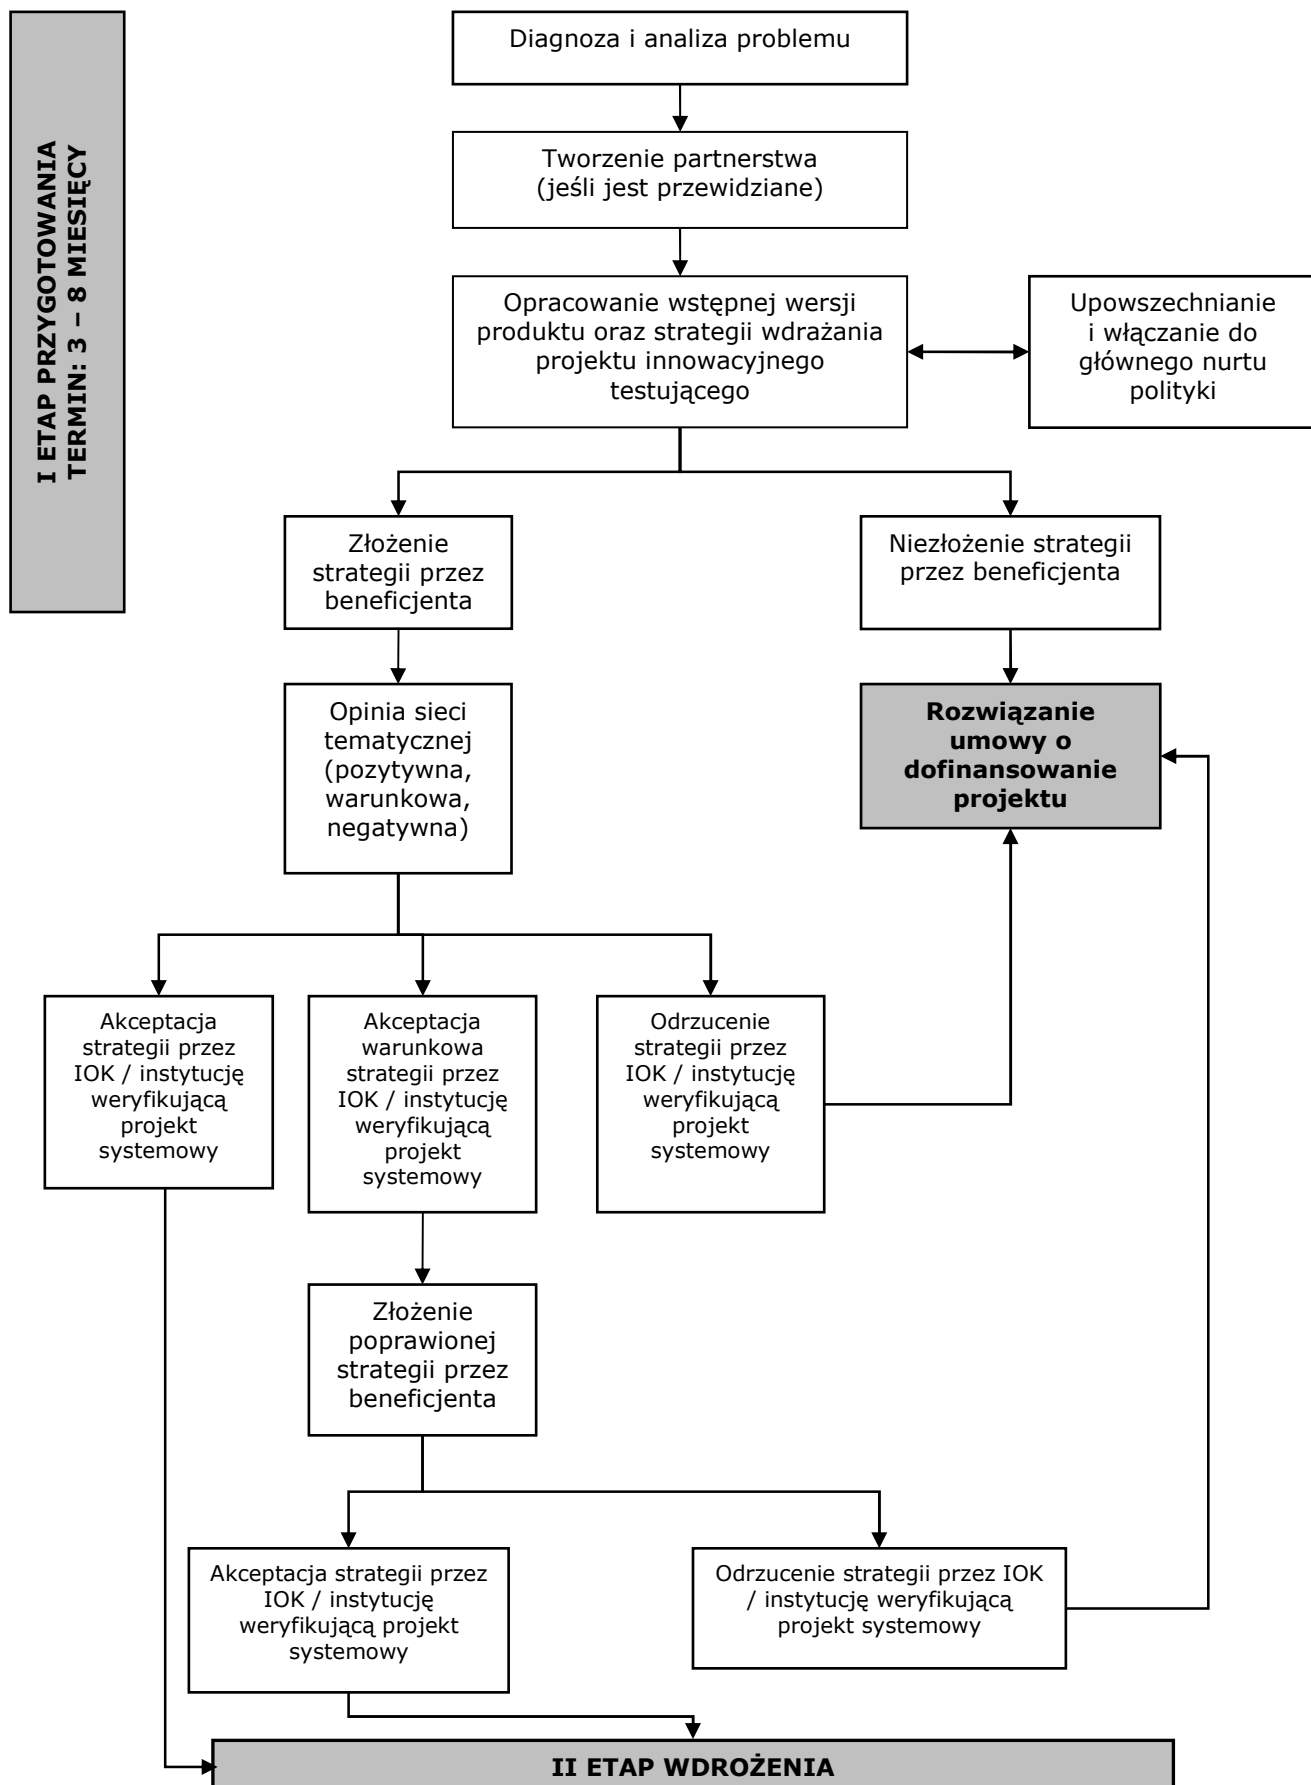 I ETAP PRZYGOTOWANIA
TERMIN: 3 – 8 MIESIĘCY
Diagnoza i analiza problemu
Tworzenie partnerstwa
(jeśli jest przewidziane)
Opracowanie wstępnej wersji
produktu oraz strategii wdrażania
projektu innowacyjnego
testującego
Upowszechnianie
i włączanie do
głównego nurtu
polityki
Złożenie
strategii przez
beneficjenta
Niezłożenie strategii
przez beneficjenta
Opinia sieci
tematycznej
(pozytywna,
warunkowa,
negatywna)
Rozwiązanie
umowy o
dofinansowanie
projektu
Akceptacja
strategii przez
IOK / instytucję
weryfikującą
projekt
systemowy
Akceptacja
warunkowa
strategii przez
IOK / instytucję
weryfikującą
projekt
systemowy
Odrzucenie
strategii przez
IOK / instytucję
weryfikującą
projekt
systemowy
Złożenie
poprawionej
strategii przez
beneficjenta
Akceptacja strategii przez
IOK / instytucję
weryfikującą projekt
systemowy
Odrzucenie strategii przez IOK
/ instytucję weryfikującą
projekt systemowy
II ETAP WDROŻENIA